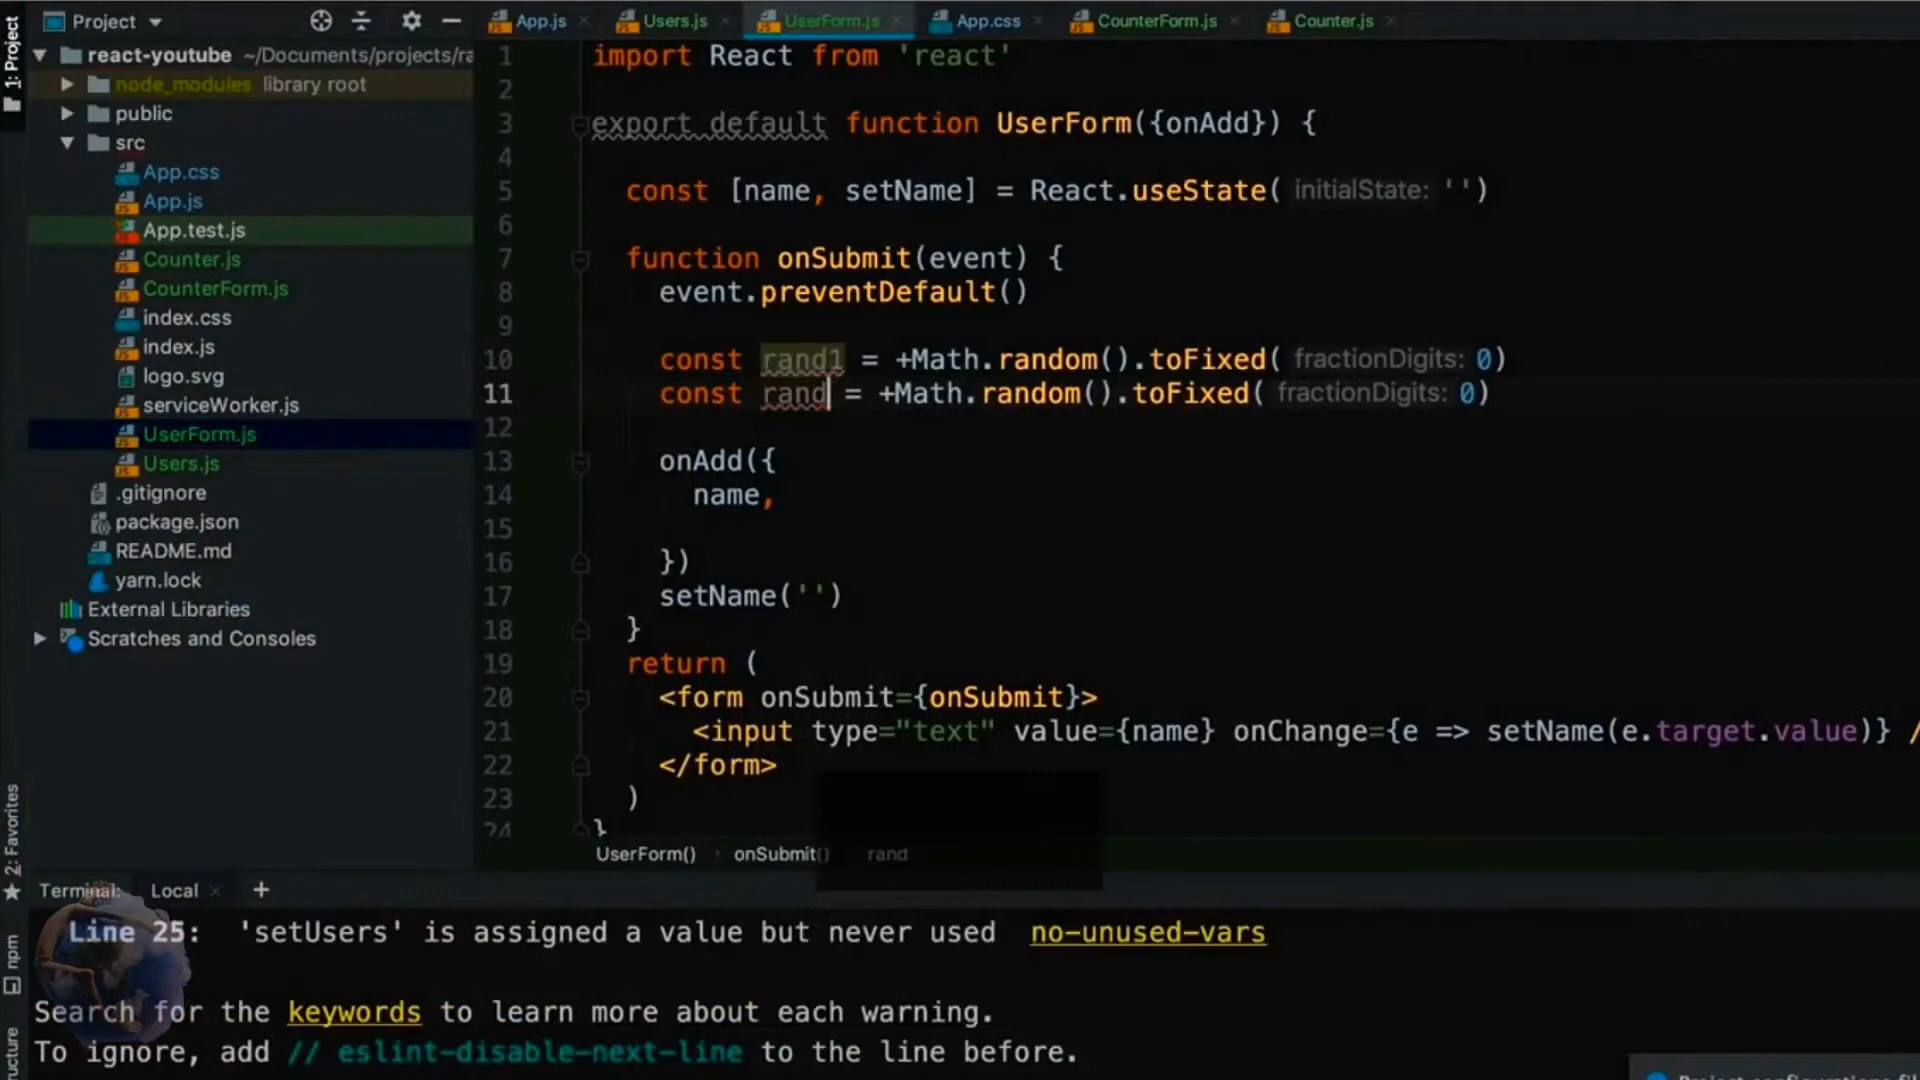 Project
App.js
Users.js
UserForm.js
App.css
CounterForm.js
Counter.js
1: Project
react-youtube ~/Documents/projects/ra
node_modules library root
public
src
App.css
App.js
App.test.js
Counter.js
CounterForm.js
index.css
index.js
logo.svg
serviceWorker.js
UserForm.js
Users.js
.gitignore
package.json
README.md
yarn.lock
External Libraries
Scratches and Consoles
1 import React from 'react'
2
3 export default function UserForm({onAdd}) {
4
5 const [name, setName] = React.useState( initialState: '')
6
7 function onSubmit(event) {
8 event.preventDefault()
9
10 const rand1 = +Math.random().toFixed( fractionDigits: 0)
11 const rand = +Math.random().toFixed( fractionDigits: 0)
12
13 onAdd({
14 name,
15
16 })
17 setName('')
18 }
19 return (
20 <form onSubmit={onSubmit}>
21 <input type="text" value={name} onChange={e => setName(e.target.value)} /
22 </form>
23 )
24 }
UserForm() onSubmit() rand
2: Favorites
npm
Terminal: Local +
Line 25: 'setUsers' is assigned a value but never used no-unused-vars
Search for the keywords to learn more about each warning.
To ignore, add // eslint-disable-next-line to the line before.